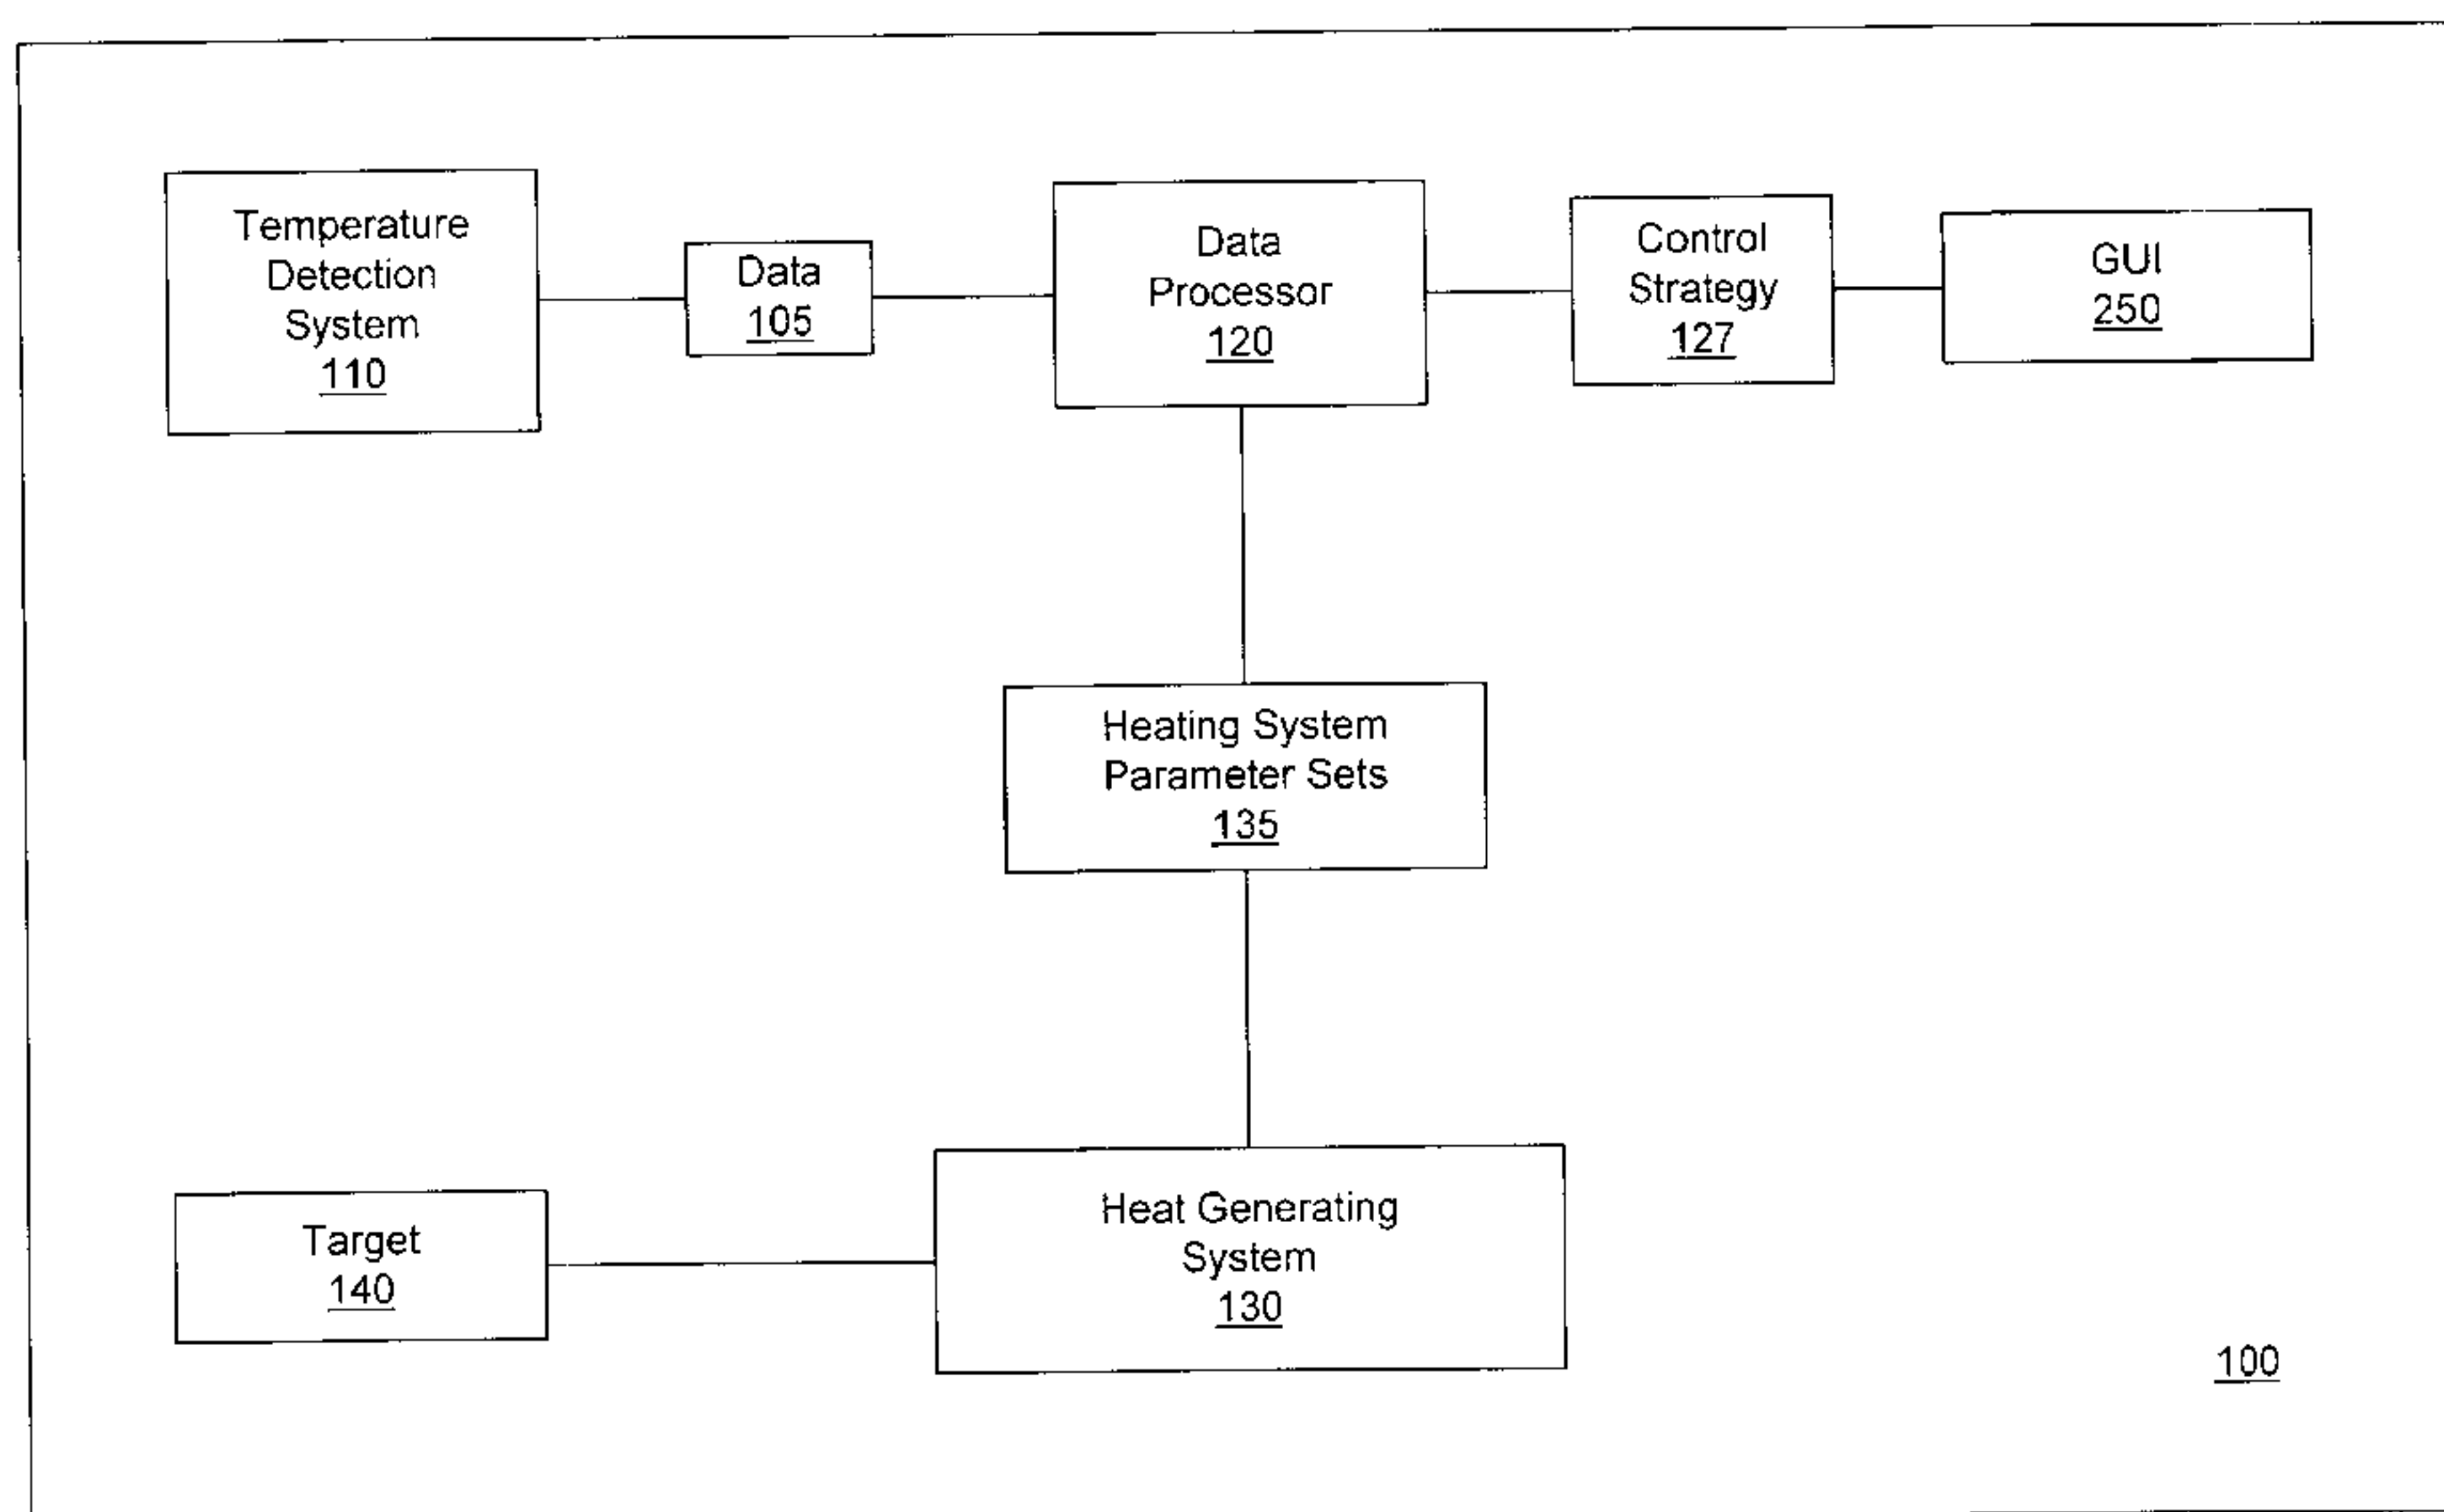 Temperature
Detection
System
110
Data
105
Data
Processor
120
Control
Strategy
127
GUI
250
Heating System
Parameter Sets
135
Target
140
Heat Generating
System
130
100